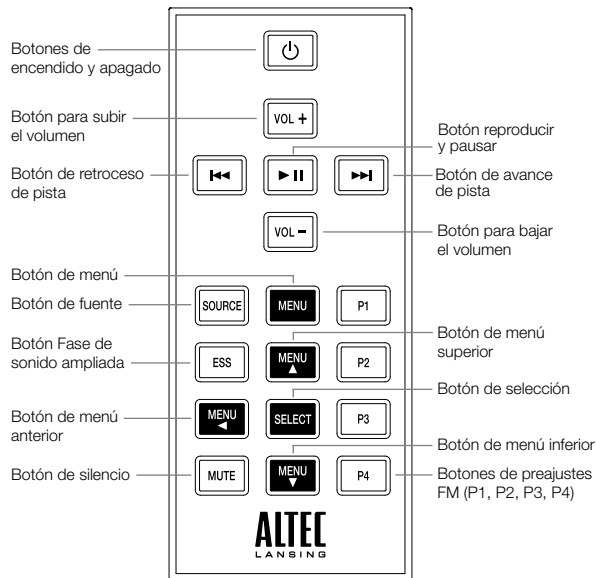 Botones de
encendido y apagado
Botón para subir
el volumen
VOL +
Botón reproducir
y pausar
Botón de retroceso
de pista
Botón de avance
de pista
VOL -
Botón para bajar
el volumen
Botón de menú
Botón de fuente
SOURCE
MENU
P1
Botón Fase de
sonido ampliada
ESS
MENU
P2
Botón de menú
superior
Botón de selección
Botón de menú
anterior
MENU
SELECT
P3
Botón de menú inferior
Botón de silencio
MUTE
MENU
P4
Botones de preajustes
FM (P1, P2, P3, P4)
ALTEC
LANSING